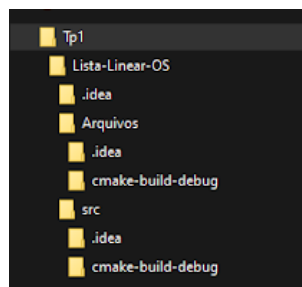 Tp1
Lista-Linear-OS
.idea
Arquivos
.idea
cmake-build-debug
src
.idea
cmake-build-debug